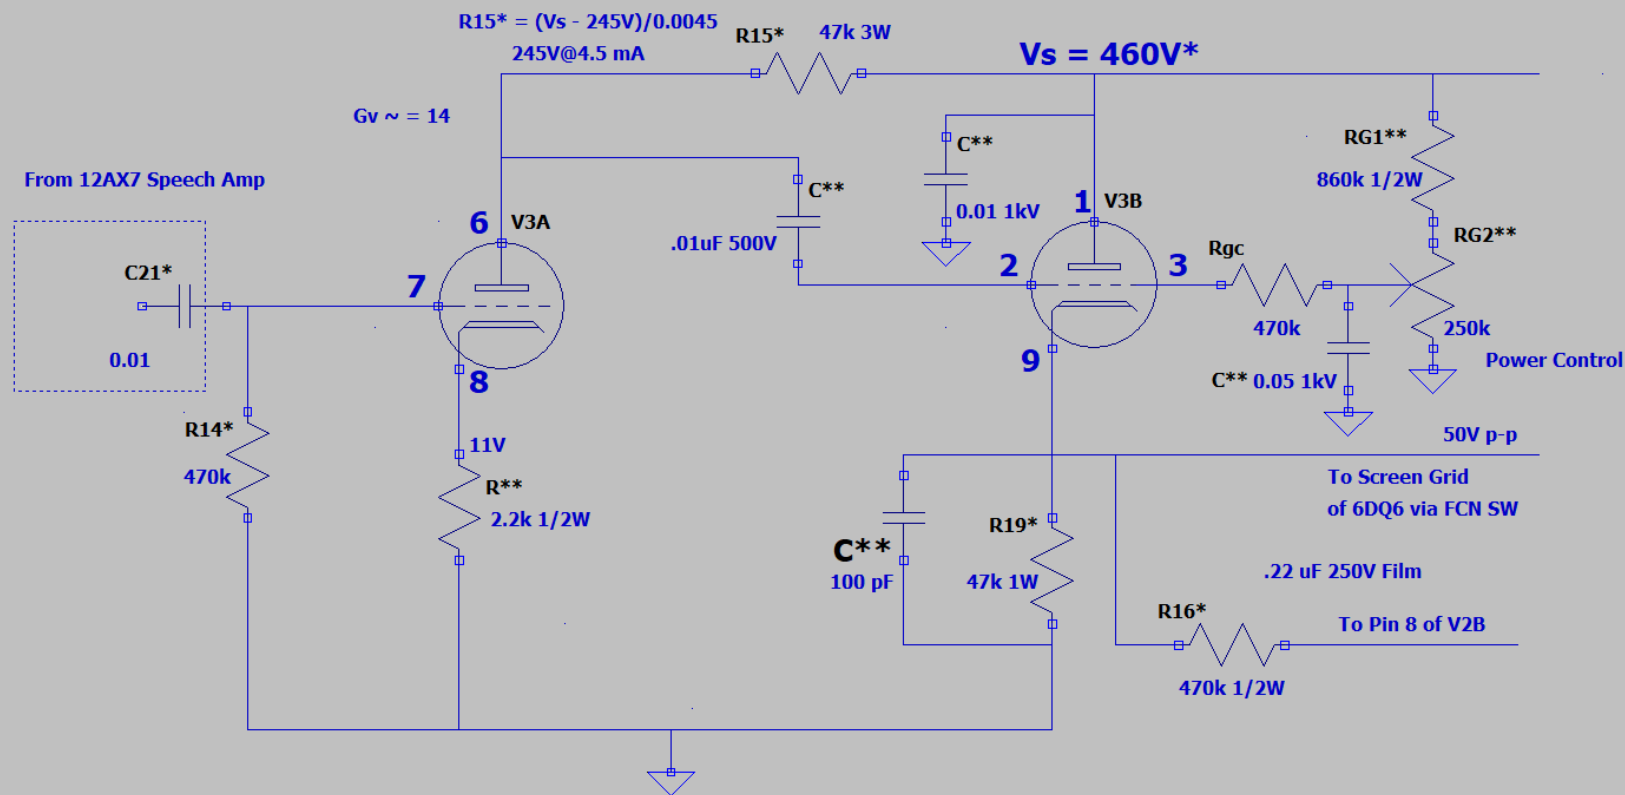 R15* = (Vs - 245V)/0.0045
245V@4.5 mA
R15*
47k 3W
Vs = 460V*
Gv ~ = 14
From 12AX7 Speech Amp
C21*
0.01
R14*
470k
6
V3A
7
8
11V
R**
2.2k 1/2W
C**
.01uF 500V
C**
0.01 1kV
1
V3B
2
3
9
Rgc
470k
RG1**
860k 1/2W
RG2**
250k
Power Control
C** 0.05 1kV
50V p-p
To Screen Grid
of 6DQ6 via FCN SW
C**
100 pF
R19*
47k 1W
.22 uF 250V Film
R16*
To Pin 8 of V2B
470k 1/2W